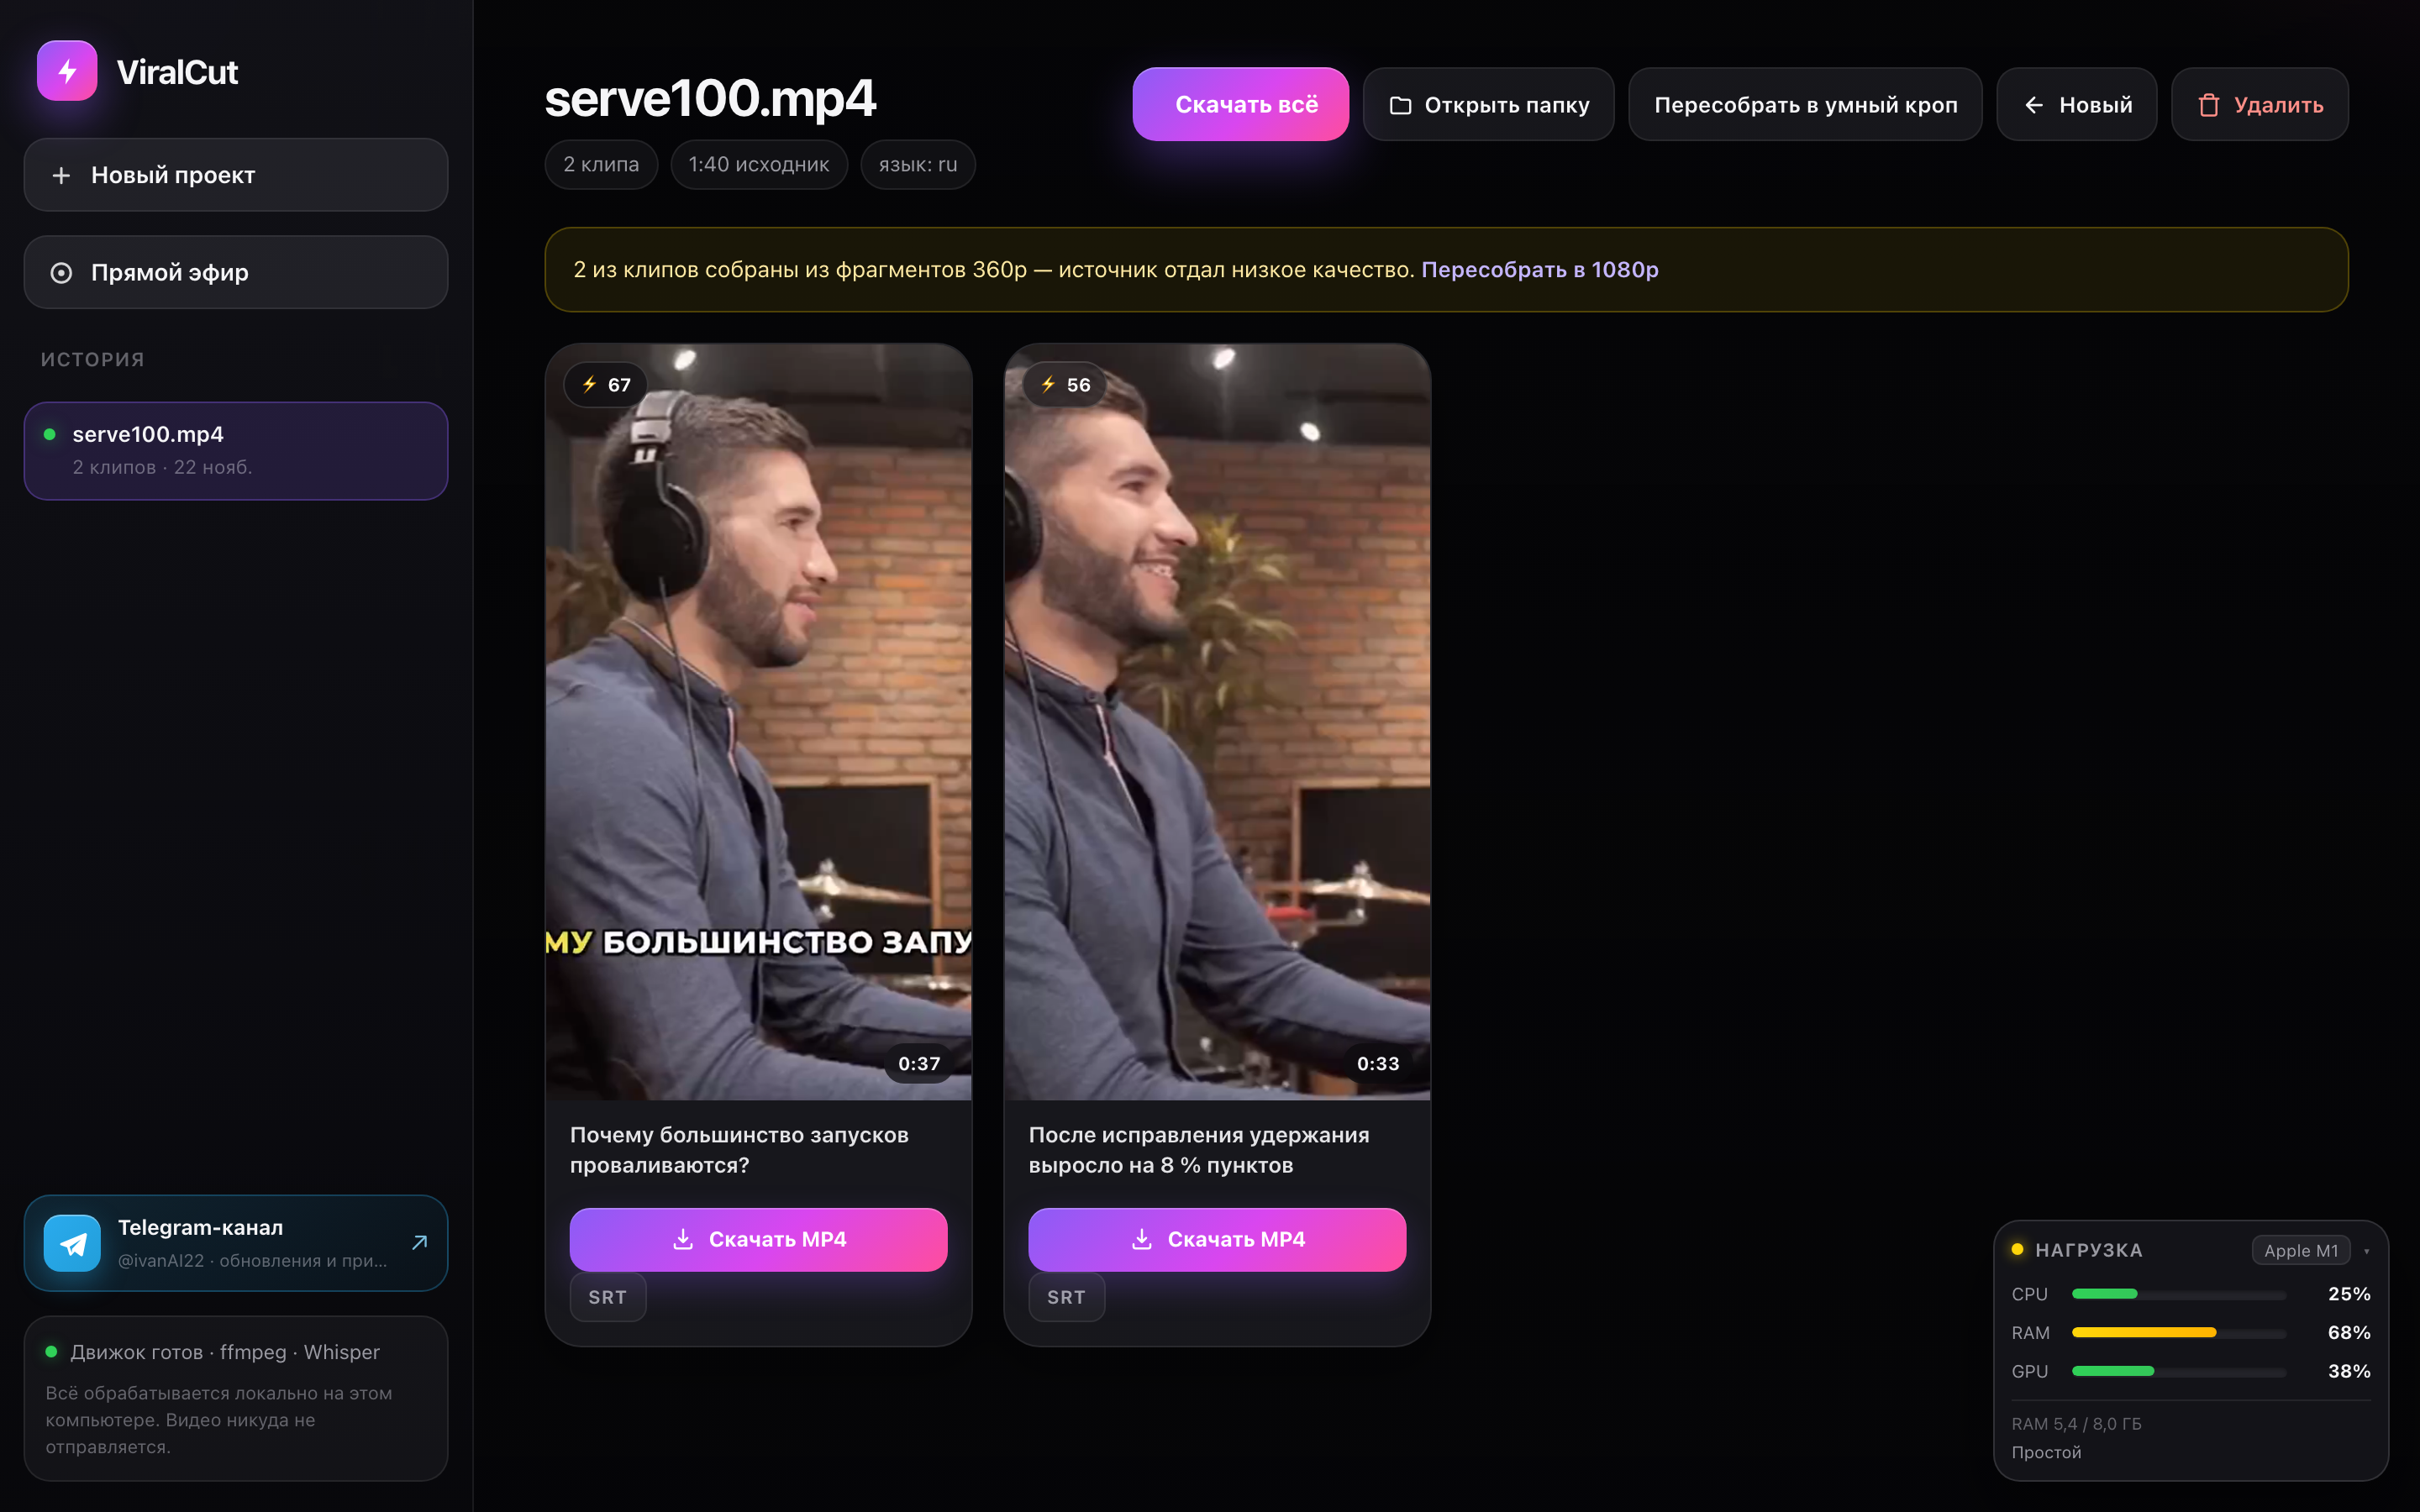 ViralCut
Новый проект
Прямой эфир
ИСТОРИЯ
serve100.mp4
2 клипов · 22 нояб.
Telegram-канал
@ivanAI22 · обновления и при...
Движок готов · ffmpeg · Whisper
Всё обрабатывается локально на этом
компьютере. Видео никуда не
отправляется.
serve100.mp4
2 клипа
1:40 исходник
язык: ru
Скачать всё
Открыть папку
Пересобрать в умный кроп
Новый
Удалить
2 из клипов собраны из фрагментов 360p — источник отдал низкое качество. Пересобрать в 1080p
67
МУ БОЛЬШИНСТВО ЗАПУ
0:37
Почему большинство запусков
проваливаются?
Скачать MP4
SRT
56
0:33
После исправления удержания
выросло на 8 % пунктов
Скачать MP4
SRT
НАГРУЗКА
Apple M1
CPU 25%
RAM 68%
GPU 38%
RAM 5,4 / 8,0 ГБ
Простой